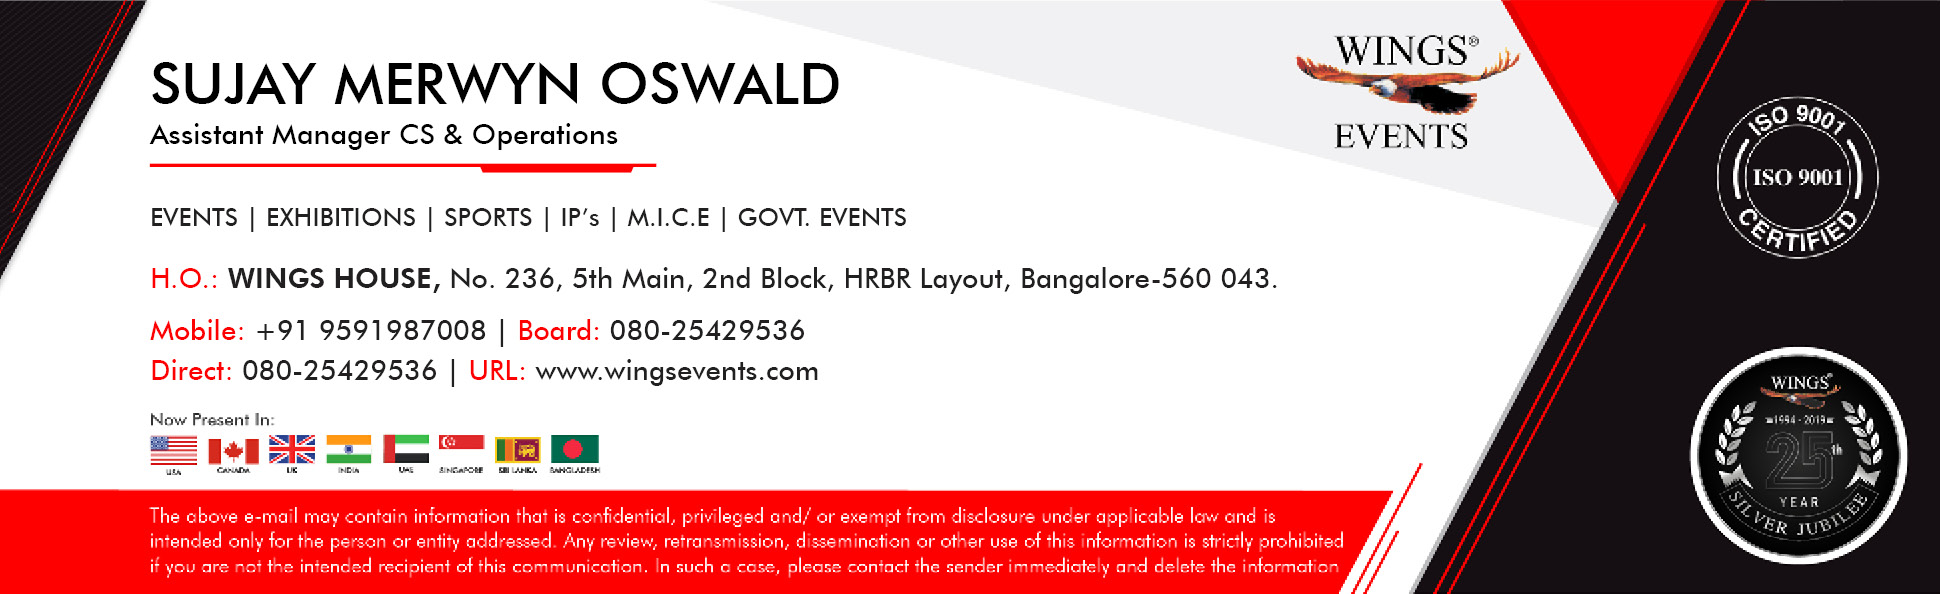 SUJAY MERWYN OSWALD
Assistant Manager CS & Operations
EVENTS | EXHIBITIONS | SPORTS | IP's | M.I.C.E | GOVT. EVENTS
H.O.: WINGS HOUSE, No. 236, 5th Main, 2nd Block, HRBR Layout, Bangalore-560 043.
Mobile: +91 9591987008 | Board: 080-25429536
Direct: 080-25429536 | URL: www.wingsevents.com
Now Present In:
USA CANADA UK INDIA UAE SINGAPORE SRI LANKA BANGLADESH
The above e-mail may contain information that is confidential, privileged and/ or exempt from disclosure under applicable law and is
intended only for the person or entity addressed. Any review, retransmission, dissemination or other use of this information is strictly prohibited
if you are not the intended recipient of this communication. In such a case, please contact the sender immediately and delete the information
WINGS®
EVENTS
ISO 9001
ISO 9001
CERTIFIED
WINGS®
1994 - 2019
25th
YEAR
SILVER JUBILEE